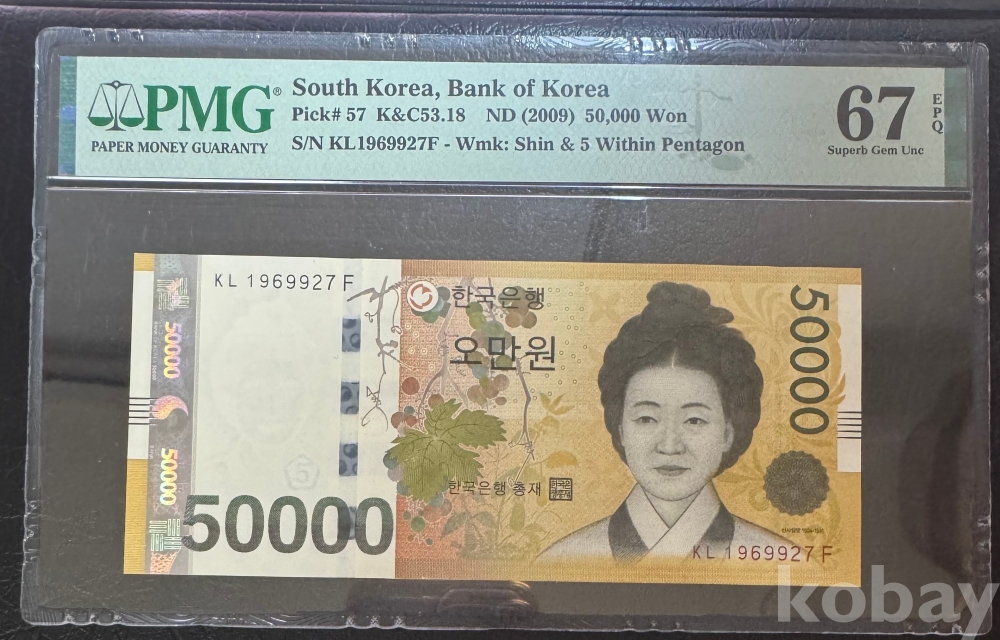 PMG®
PAPER MONEY GUARANTY
South Korea, Bank of Korea
Pick# 57 K&C53.18 ND (2009) 50,000 Won
S/N KL1969927F - Wmk: Shin & 5 Within Pentagon
67
EPQ
Superb Gem Unc
KL 1969927 F
한국은행
오만원
50000
50000
50000
한국은행 총재
50000
KL 1969927 F
kobay